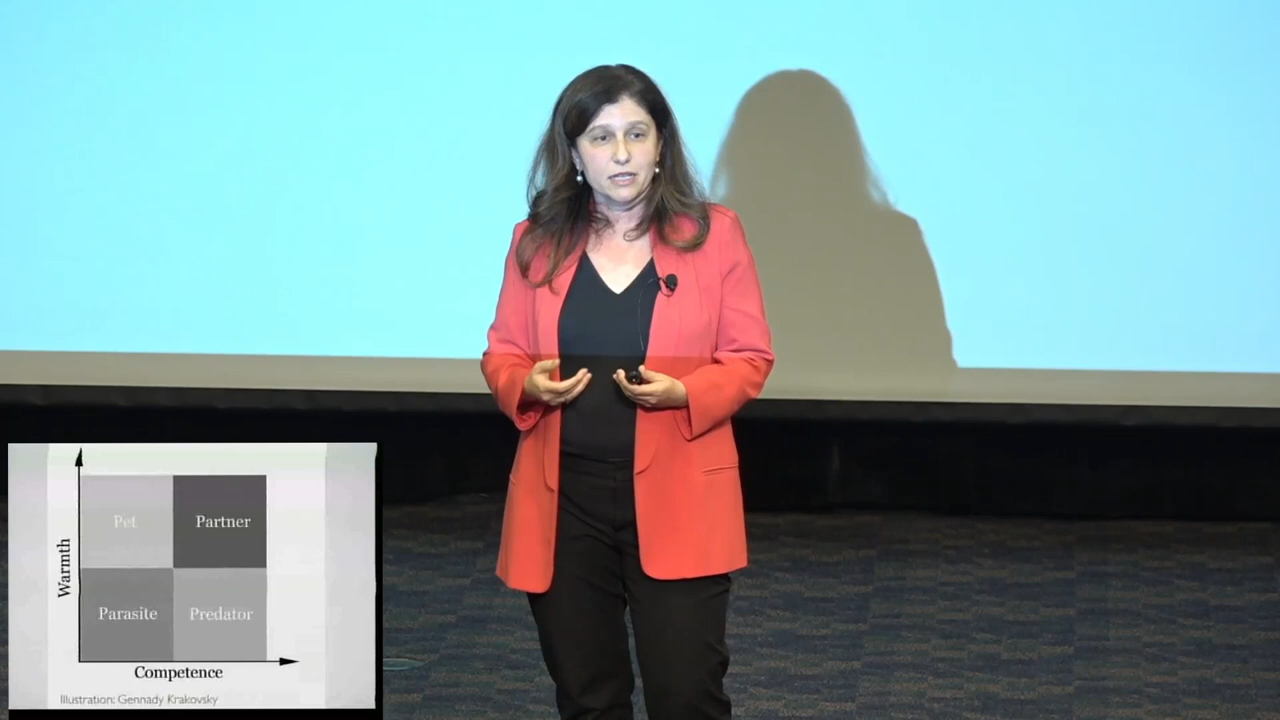 Pet
Partner
Warmth
Parasite
Predator
Competence
Illustration: Gennady Krakovsky